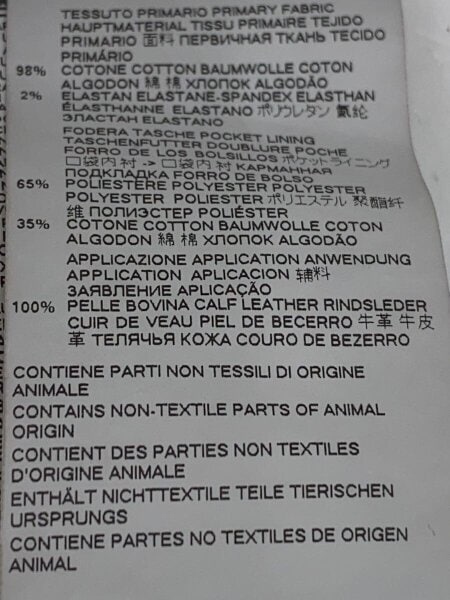 TESSUTO PRIMARIO PRIMARY FABRIC
HAUPTMATERIAL TISSU PRIMAIRE TEJIDO
PRIMARIO 面料 ПЕРВИЧНАЯ ТКАНЬ TECIDO
PRIMÁRIO
98% COTONE COTTON BAUMWOLLE COTON
ALGODON 綿 棉 ХЛОПОК ALGODÃO
2% ELASTAN ELASTANE-SPANDEX ELASTHAN
ÉLASTHANNE ELASTANO ポリウレタン 氨纶
ЭЛАСТАН ELASTANO
FODERA TASCHE POCKET LINING
TASCHENFUTTER DOUBLURE POCHE
FORRO DE LOS BOLSILLOS ポケットライニング
口袋内衬 -> 口袋内衬 КАРМАННАЯ
ПОДКЛАДКА FORRO DE BOLSO
65% POLIESTERE POLYESTER POLYESTER
POLYESTER POLIESTER ポリエステル 聚酯纤
维 ПОЛИЭСТЕР POLIÉSTER
35% COTONE COTTON BAUMWOLLE COTON
ALGODON 綿 棉 ХЛОПОК ALGODÃO
APPLICAZIONE APPLICATION ANWENDUNG
APPLICATION APLICACION 辅料
ЗАЯВЛЕНИЕ APLICAÇÃO
100% PELLE BOVINA CALF LEATHER RINDSLEDER
CUIR DE VEAU PIEL DE BECERRO 牛革 牛皮
革 ТЕЛЯЧЬЯ КОЖА COURO DE BEZERRO
CONTIENE PARTI NON TESSILI DI ORIGINE
ANIMALE
CONTAINS NON-TEXTILE PARTS OF ANIMAL
ORIGIN
CONTIENT DES PARTIES NON TEXTILES
D'ORIGINE ANIMALE
ENTHÄLT NICHTTEXTILE TEILE TIERISCHEN
URSPRUNGS
CONTIENE PARTES NO TEXTILES DE ORIGEN
ANIMAL